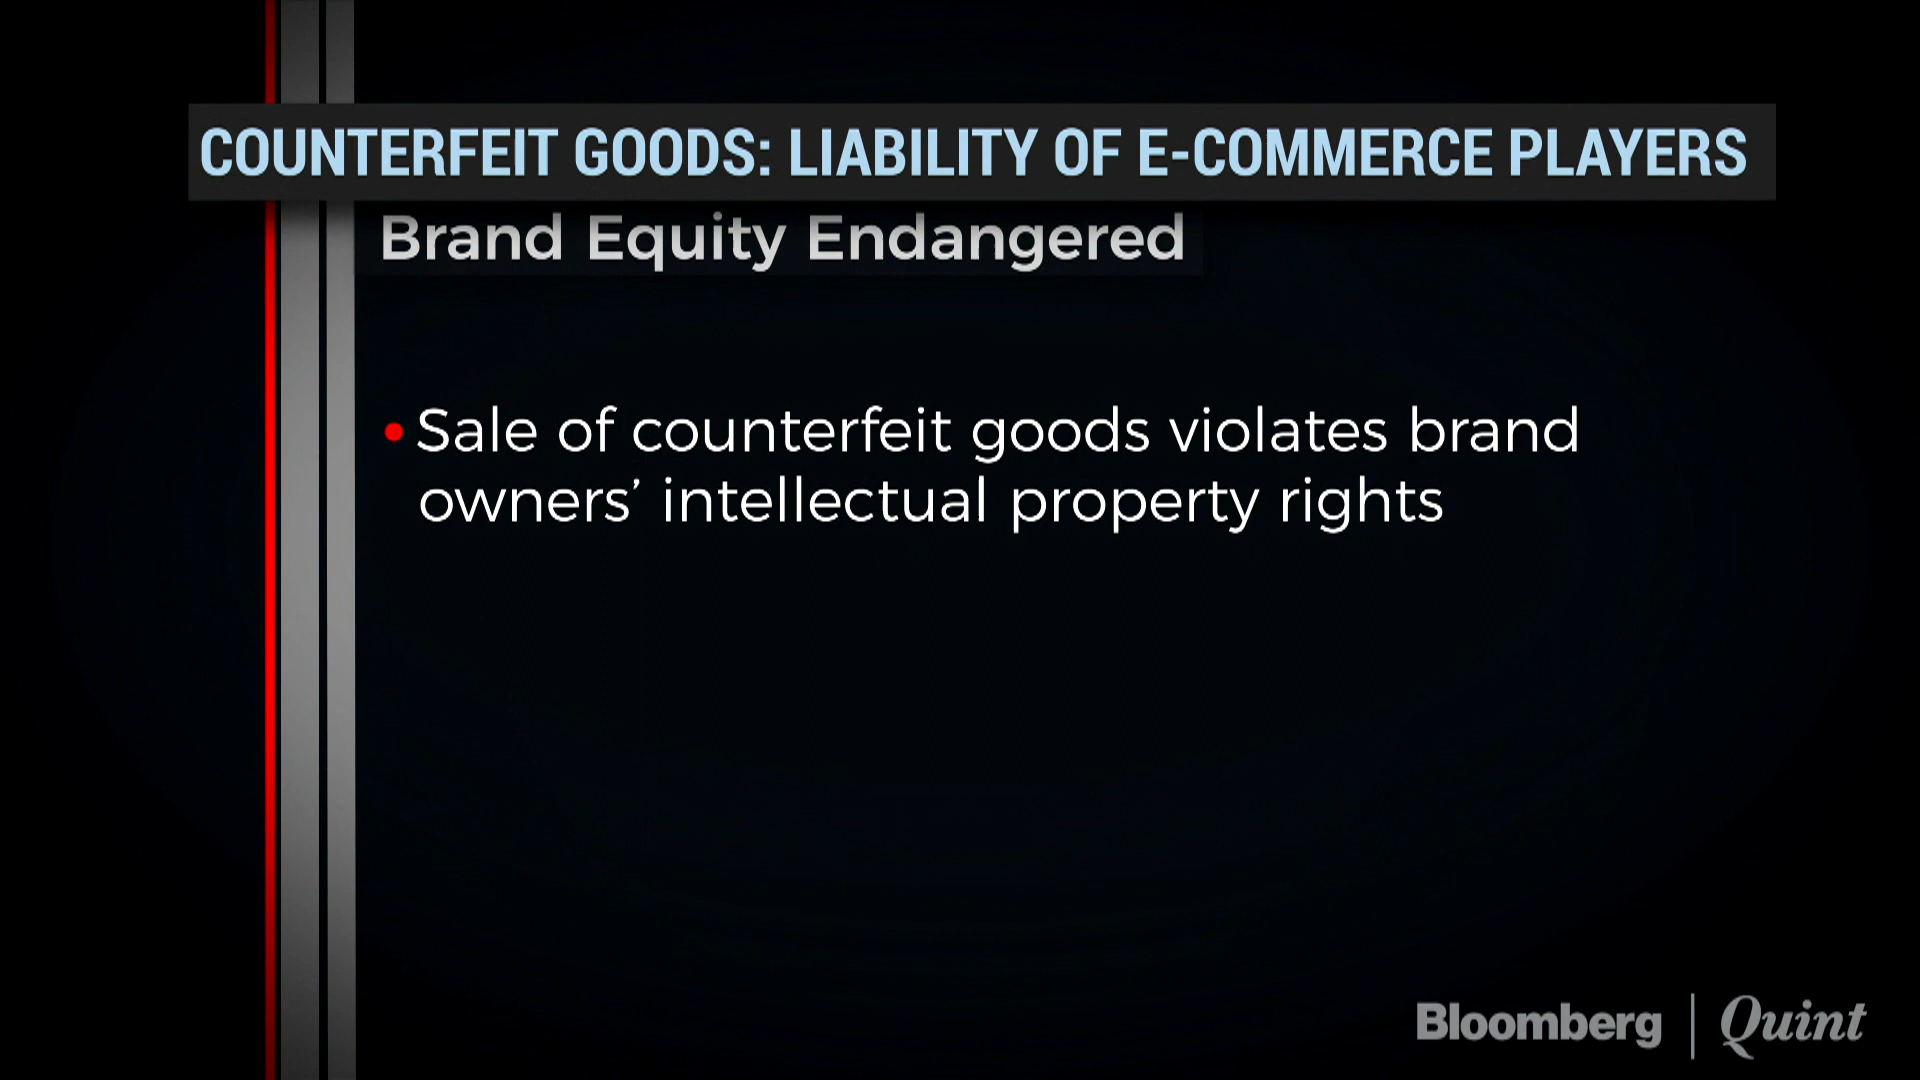 COUNTERFEIT GOODS: LIABILITY OF E-COMMERCE PLAYERS
Brand Equity Endangered
• Sale of counterfeit goods violates brand
owners’ intellectual property rights
Bloomberg | Quint